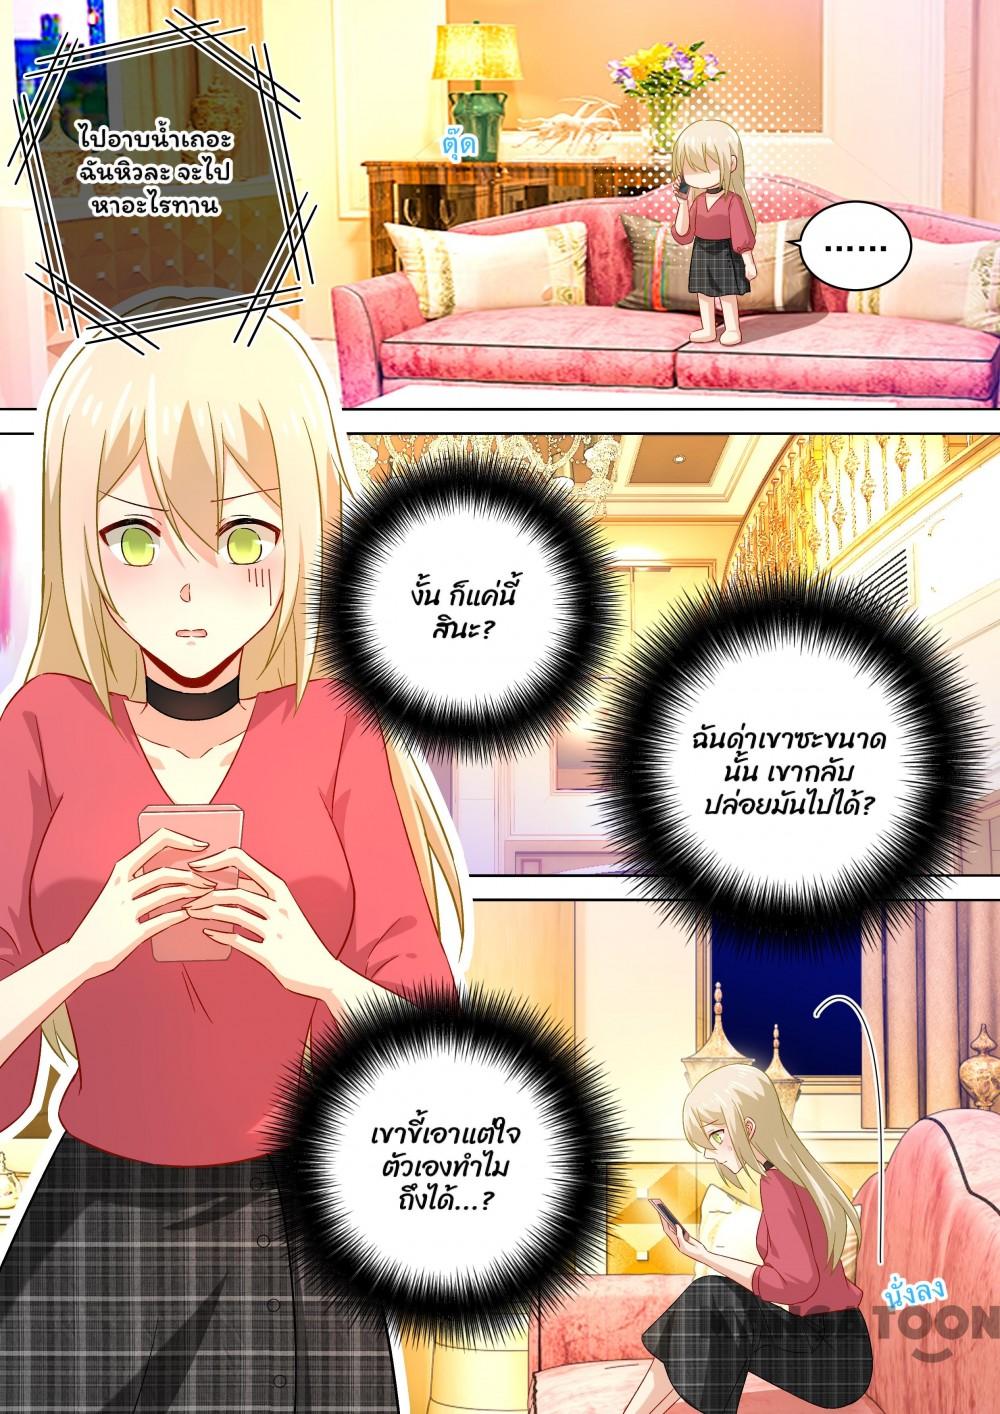 ไปอาบน้ำเถอะ
ฉันหิวละ จะไป
หาอะไรทาน
ตุ๊ด
......
งั้น ก็แค่นี้
สินะ?
ฉันด่าเขาซะขนาด
นั้น เขากลับ
ปล่อยมันไปได้?
เขาขี้เอาแต่ใจ
ตัวเองทำไม
ถึงได้...?
นั่งลง
MANGATOON